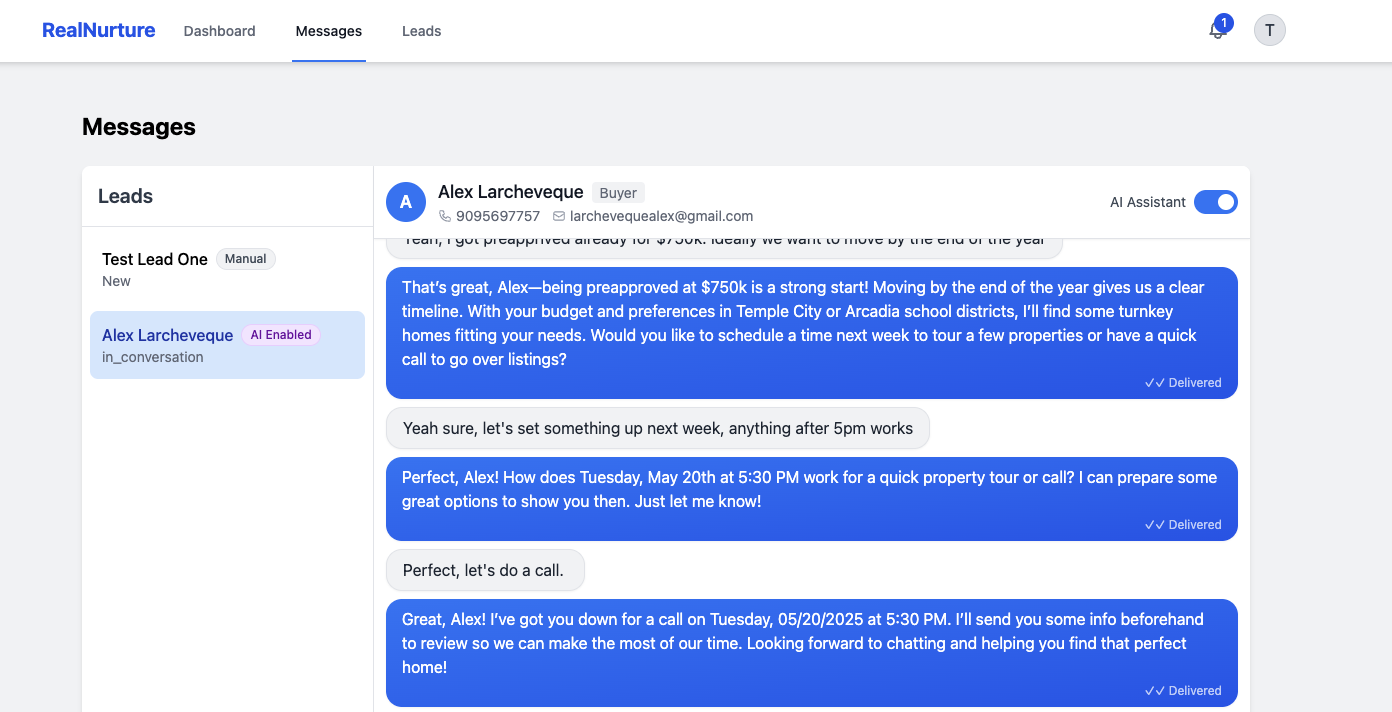 RealNurture
Dashboard
Messages
Leads
1
T
Messages
Leads
Test Lead One
Manual
New
Alex Larcheveque
AI Enabled
in_conversation
A
Alex Larcheveque
Buyer
9095697757
larchevequealex@gmail.com
AI Assistant
Yeah, I got preapprived already for $750k. Ideally we want to move by the end of the year
That's great, Alex—being preapproved at $750k is a strong start! Moving by the end of the year gives us a clear
timeline. With your budget and preferences in Temple City or Arcadia school districts, I'll find some turnkey
homes fitting your needs. Would you like to schedule a time next week to tour a few properties or have a quick
call to go over listings?
✓✓ Delivered
Yeah sure, let's set something up next week, anything after 5pm works
Perfect, Alex! How does Tuesday, May 20th at 5:30 PM work for a quick property tour or call? I can prepare some
great options to show you then. Just let me know!
✓✓ Delivered
Perfect, let's do a call.
Great, Alex! I've got you down for a call on Tuesday, 05/20/2025 at 5:30 PM. I'll send you some info beforehand
to review so we can make the most of our time. Looking forward to chatting and helping you find that perfect
home!
✓✓ Delivered